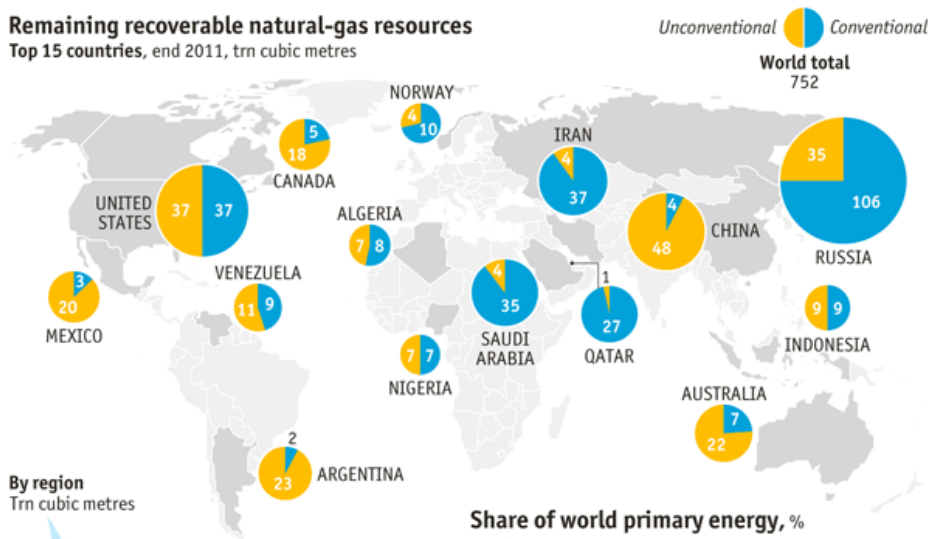 Remaining recoverable natural-gas resources
Top 15 countries, end 2011, trn cubic metres
Unconventional Conventional
World total
752
NORWAY
4 10
5
18
CANADA
IRAN
4
37
35
106
RUSSIA
UNITED
STATES
37 37
ALGERIA
7 8
4
48
CHINA
3
20
MEXICO
VENEZUELA
11 9
4
35
SAUDI
ARABIA
1
27
QATAR
9 9
INDONESIA
7 7
NIGERIA
AUSTRALIA
7
22
2
23
ARGENTINA
By region
Trn cubic metres
Share of world primary energy, %